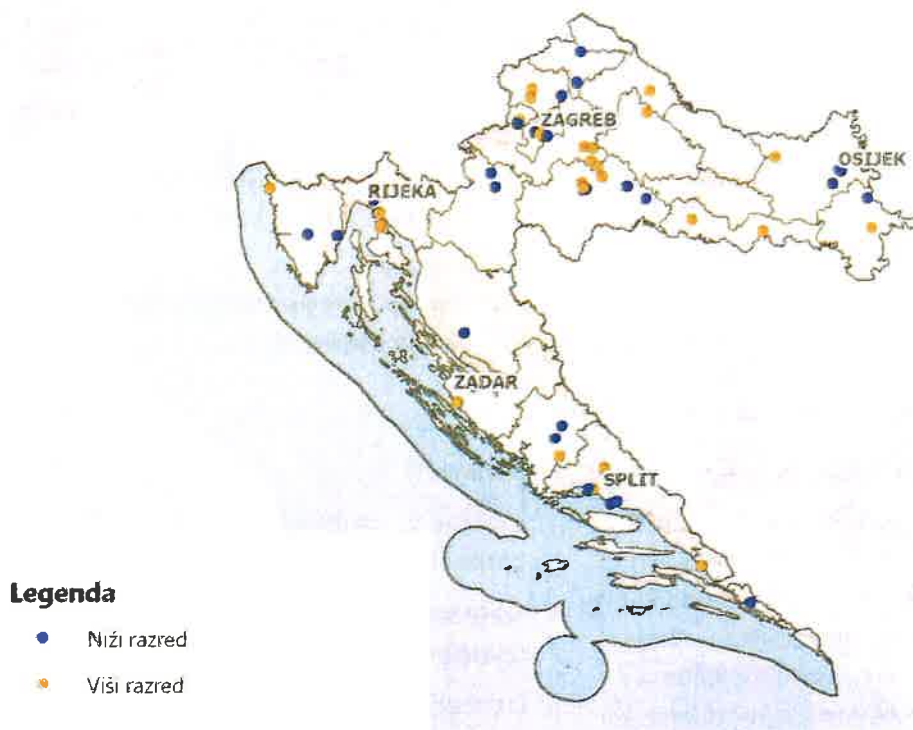 ZAGREB
OSIJEK
RIJEKA
ZADAR
SPLIT
Legenda
Niži razred
Viši razred